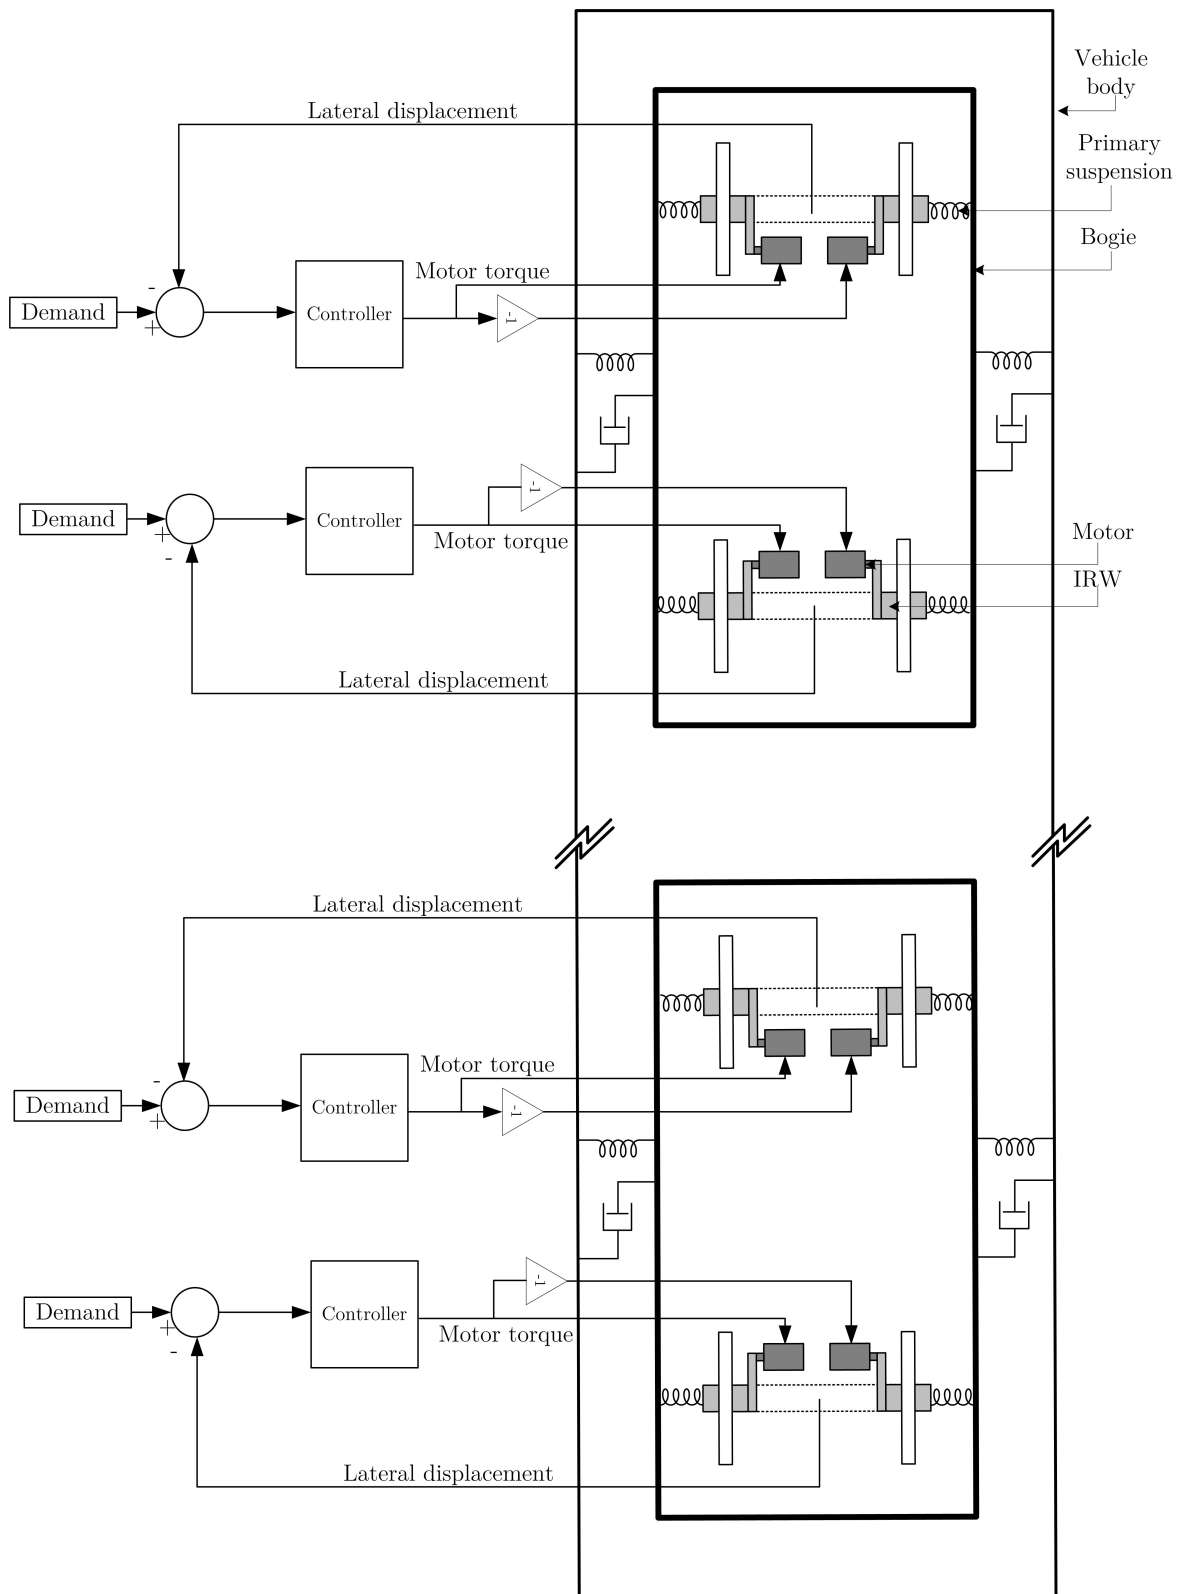 Vehicle
body
Lateral displacement
Primary
suspension
Bogie
Motor torque
-
Demand
+
Controller
-1
-1
Controller
Demand
+
-
Motor torque
Motor
IRW
Lateral displacement
Lateral displacement
Motor torque
-
Demand
+
Controller
-1
-1
Demand
+
-
Controller
Motor torque
Lateral displacement